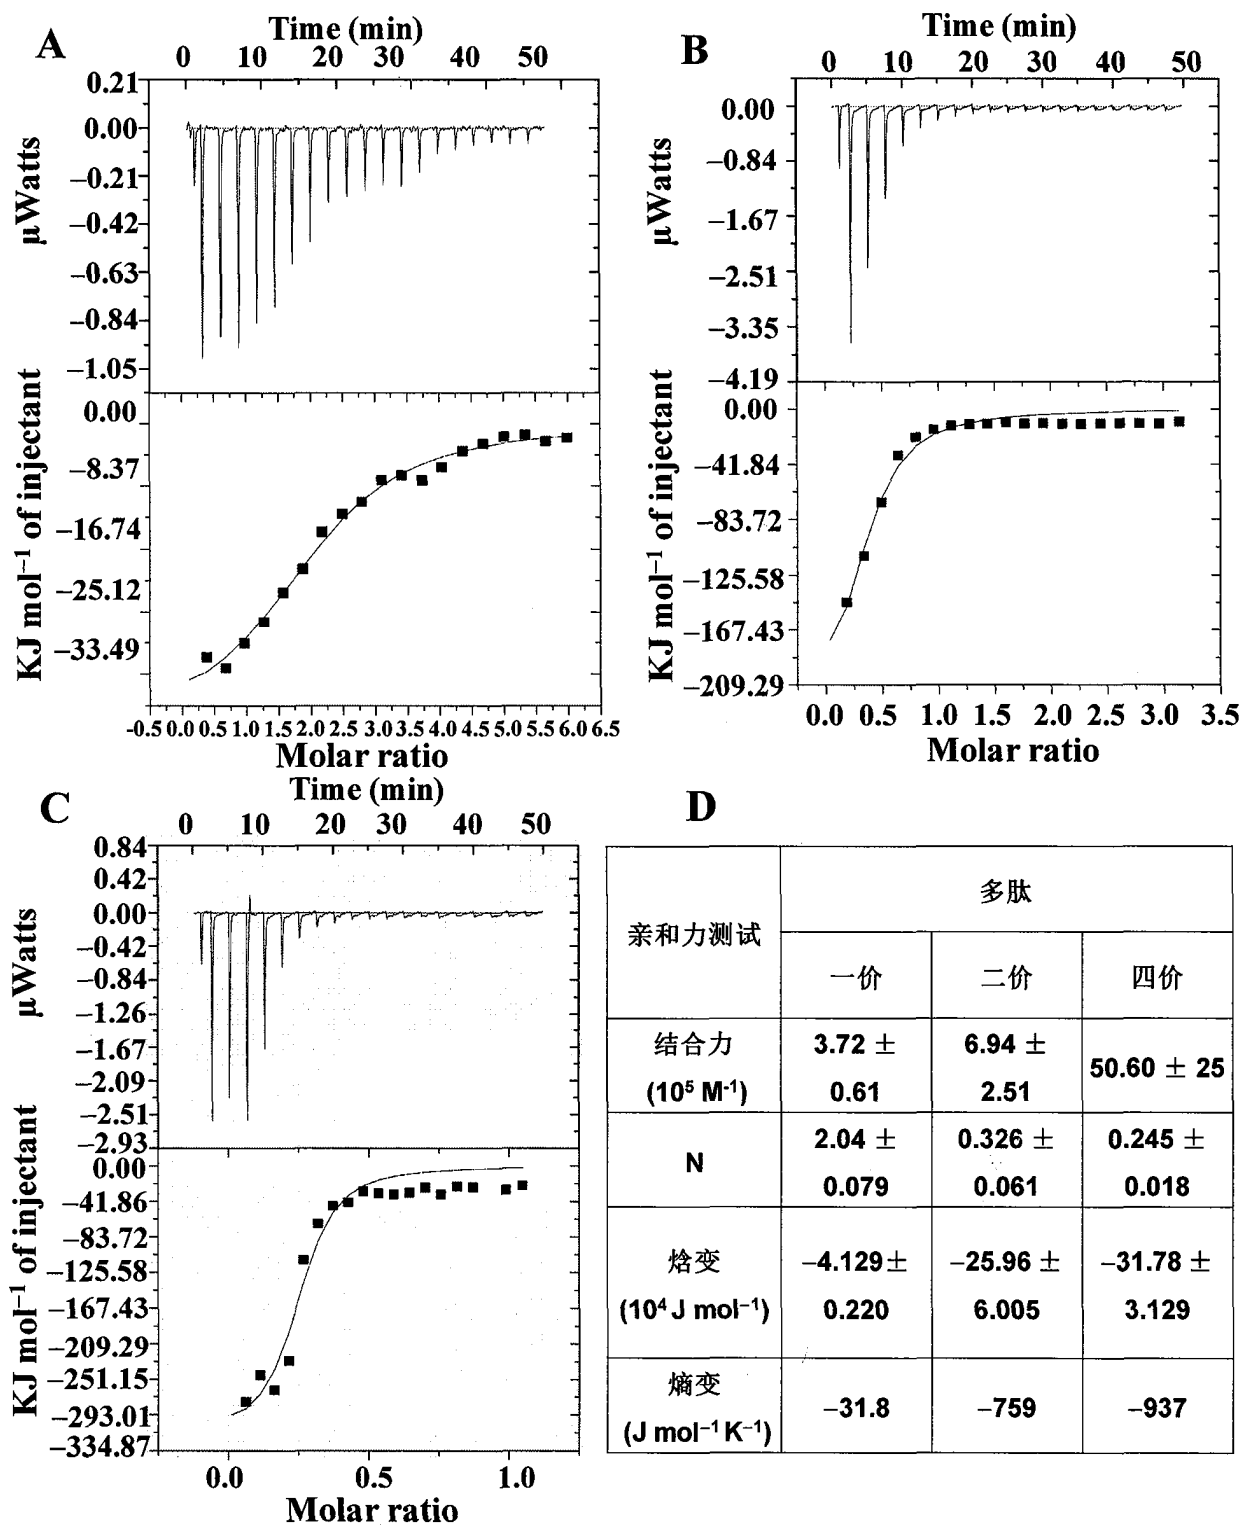 A
Time (min)
0 10 20 30 40 50
0.21
0.00
−0.21
−0.42
−0.63
−0.84
−1.05
μWatts
0.00
−8.37
−16.74
−25.12
−33.49
KJ mol⁻¹ of injectant
-0.5 0.0 0.5 1.0 1.5 2.0 2.5 3.0 3.5 4.0 4.5 5.0 5.5 6.0 6.5
Molar ratio
B
Time (min)
0 10 20 30 40 50
0.00
−0.84
−1.67
−2.51
−3.35
−4.19
μWatts
0.00
−41.84
−83.72
−125.58
−167.43
−209.29
KJ mol⁻¹ of injectant
0.0 0.5 1.0 1.5 2.0 2.5 3.0 3.5
Molar ratio
C
Time (min)
0 10 20 30 40 50
0.84
0.42
0.00
−0.42
−0.84
−1.26
−1.67
−2.09
−2.51
−2.93
μWatts
0.00
−41.86
−83.72
−125.58
−167.43
−209.29
−251.15
−293.01
−334.87
KJ mol⁻¹ of injectant
0.0 0.5 1.0
Molar ratio
D
亲和力测试
多肽
一价 二价 四价
结合力
(10⁵ M⁻¹)
3.72 ±
0.61
6.94 ±
2.51
50.60 ± 25
N
2.04 ±
0.079
0.326 ±
0.061
0.245 ±
0.018
焓变
(10⁴ J mol⁻¹)
−4.129±
0.220
−25.96 ±
6.005
−31.78 ±
3.129
熵变
(J mol⁻¹ K⁻¹)
−31.8
−759
−937